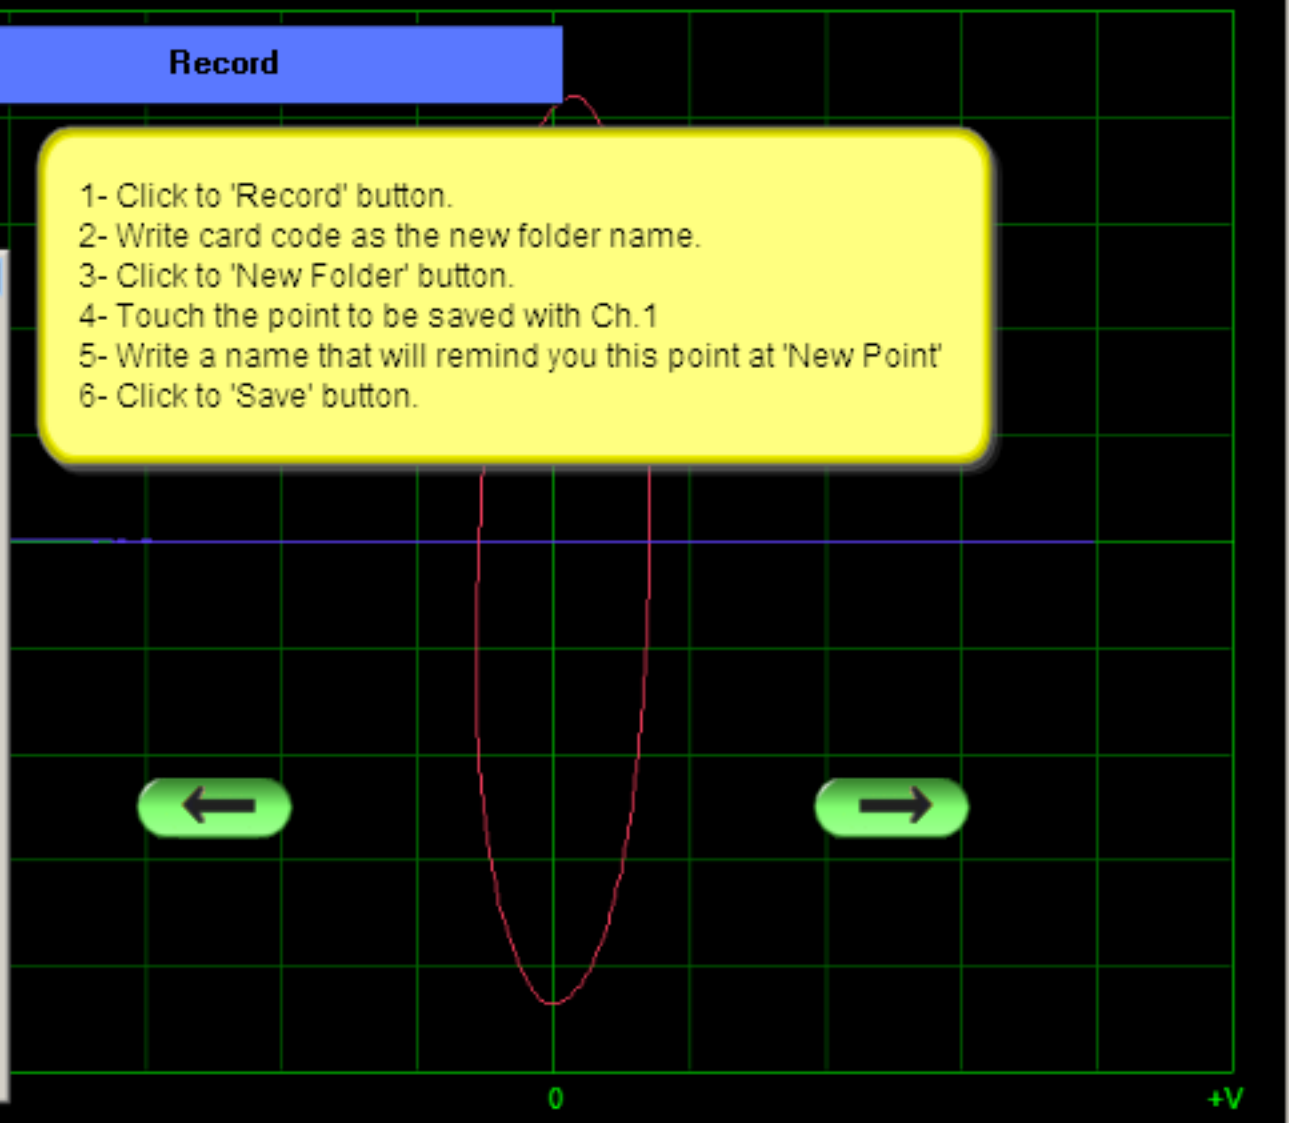 Record
1- Click to 'Record' button.
2- Write card code as the new folder name.
3- Click to 'New Folder' button.
4- Touch the point to be saved with Ch.1
5- Write a name that will remind you this point at 'New Point'
6- Click to 'Save' button.
0
+V